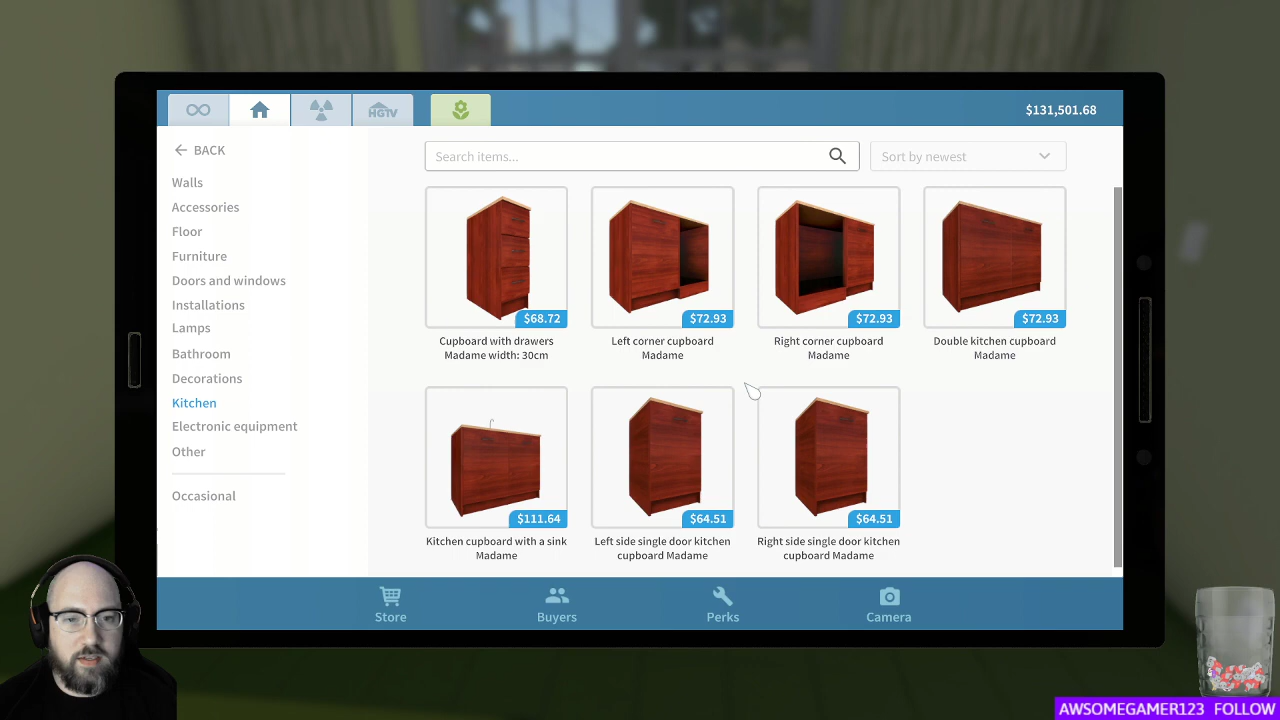 HGTV
$131,501.68
BACK
Search items...
Sort by newest
Walls
Accessories
Floor
Furniture
Doors and windows
Installations
Lamps
Bathroom
Decorations
Kitchen
Electronic equipment
Other
Occasional
$68.72
$72.93
$72.93
$72.93
Cupboard with drawers
Madame width: 30cm
Left corner cupboard
Madame
Right corner cupboard
Madame
Double kitchen cupboard
Madame
$111.64
$64.51
$64.51
Kitchen cupboard with a sink
Madame
Left side single door kitchen
cupboard Madame
Right side single door kitchen
cupboard Madame
Store
Buyers
Perks
Camera
AWSOMEGAMER123 FOLLOW